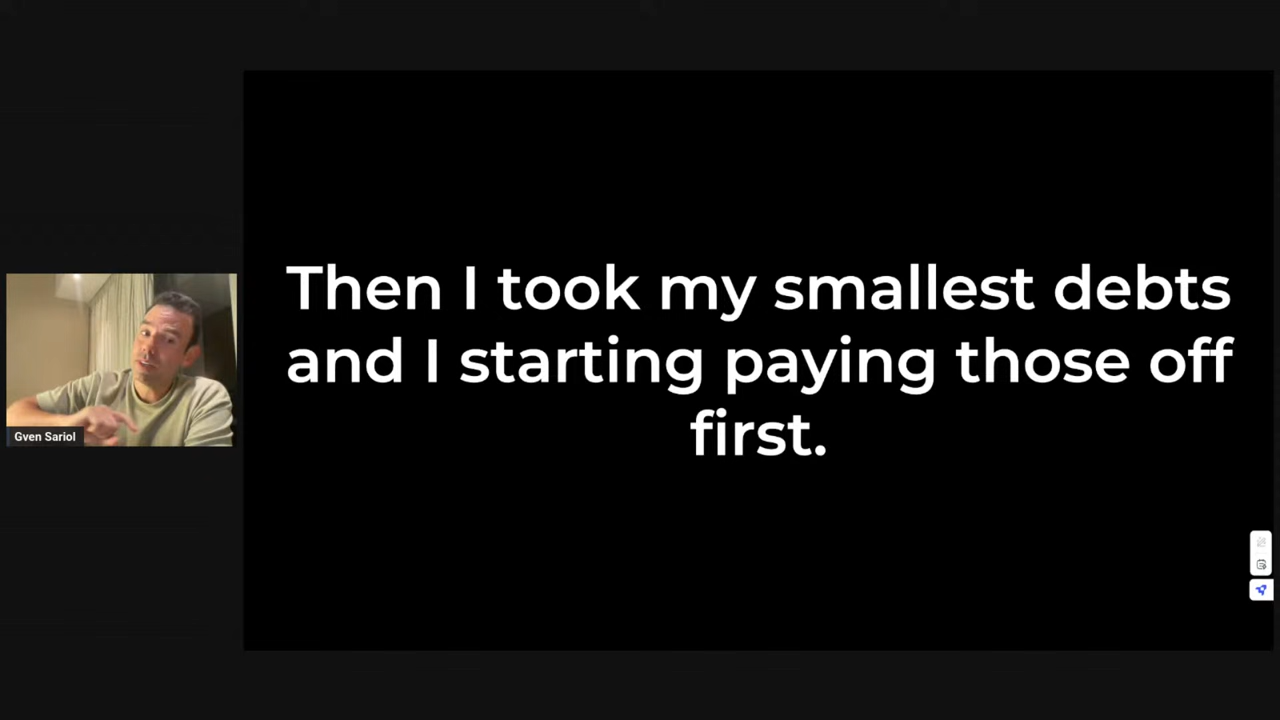 Then I took my smallest debts
and I starting paying those off
first.
Gven Sariol